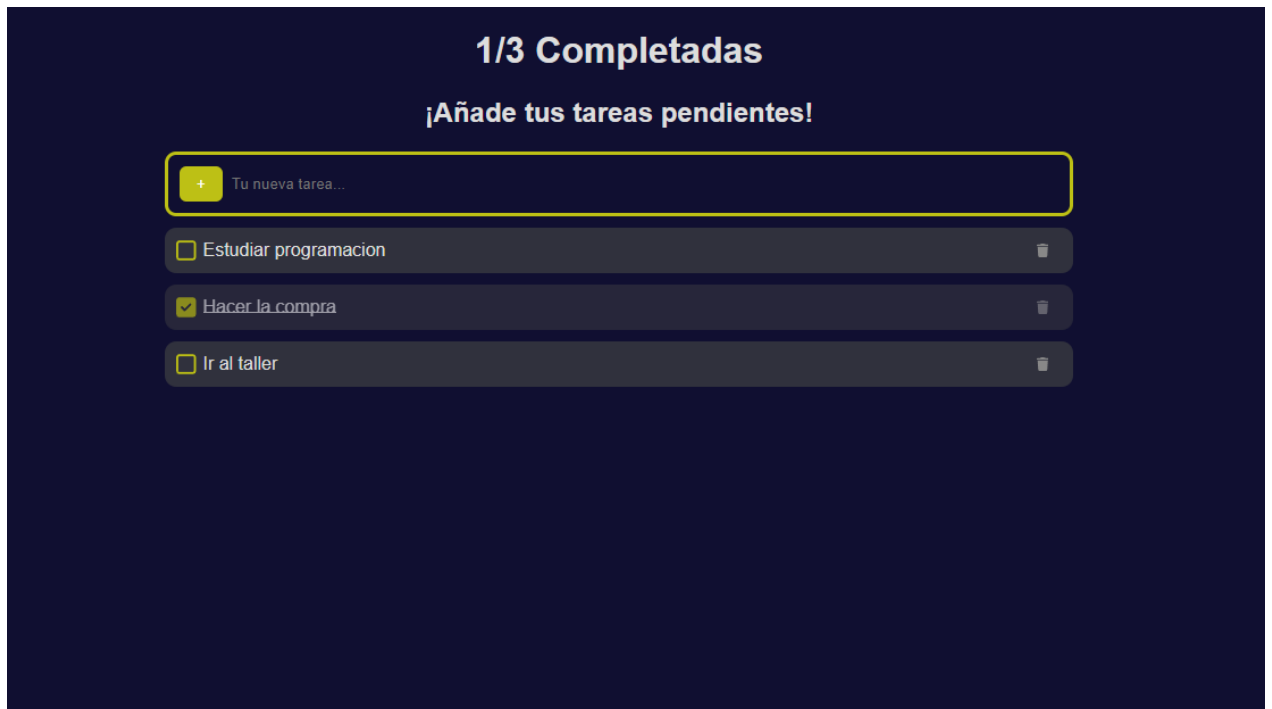 1/3 Completadas
¡Añade tus tareas pendientes!
+ Tu nueva tarea...
Estudiar programacion
Hacer la compra
Ir al taller